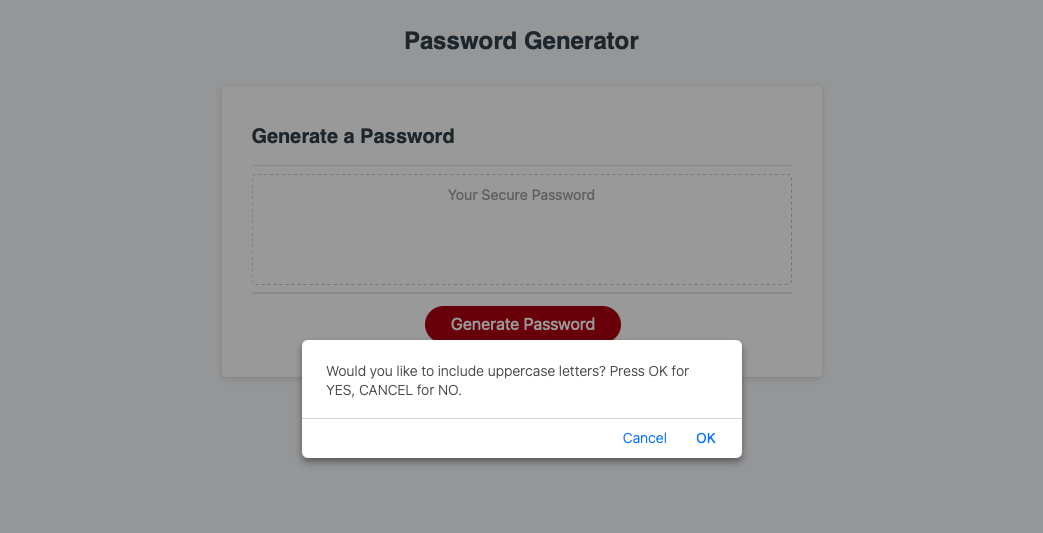 Password Generator
Generate a Password
Your Secure Password
Generate Password
Would you like to include uppercase letters? Press OK for
YES, CANCEL for NO.
Cancel OK